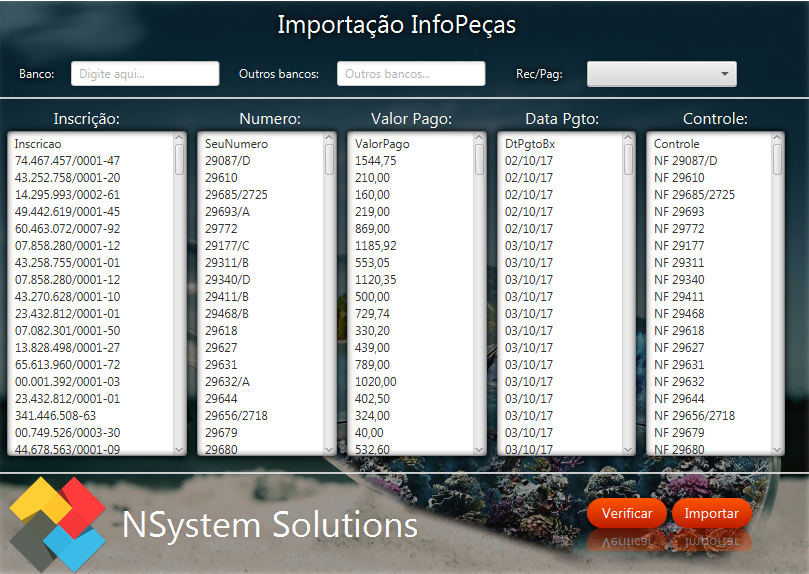 Importação InfoPeças
Banco: Digite aqui... Outros bancos: Outros bancos... Rec/Pag:
Inscrição: Numero: Valor Pago: Data Pgto: Controle:
Inscricao SeuNumero ValorPago DtPgtoBx Controle
74.467.457/0001-47 29087/D 1544,75 02/10/17 NF 29087/D
43.252.758/0001-20 29610 210,00 02/10/17 NF 29610
14.295.993/0002-61 29685/2725 160,00 02/10/17 NF 29685/2725
49.442.619/0001-45 29693/A 219,00 02/10/17 NF 29693
60.463.072/0007-92 29772 869,00 02/10/17 NF 29772
07.858.280/0001-12 29177/C 1185,92 03/10/17 NF 29177
43.258.755/0001-01 29311/B 553,05 03/10/17 NF 29311
07.858.280/0001-12 29340/D 1120,35 03/10/17 NF 29340
43.270.628/0001-10 29411/B 500,00 03/10/17 NF 29411
23.432.812/0001-01 29468/B 729,74 03/10/17 NF 29468
07.082.301/0001-50 29618 330,20 03/10/17 NF 29618
13.828.498/0001-27 29627 439,00 03/10/17 NF 29627
65.613.960/0001-72 29631 789,00 03/10/17 NF 29631
00.001.392/0001-03 29632/A 1020,00 03/10/17 NF 29632
23.432.812/0001-01 29644 402,50 03/10/17 NF 29644
341.446.508-63 29656/2718 324,00 03/10/17 NF 29656/2718
00.749.526/0003-30 29679 40,00 03/10/17 NF 29679
44.678.563/0001-09 29680 532,60 03/10/17 NF 29680
NSystem Solutions
Verificar Importar